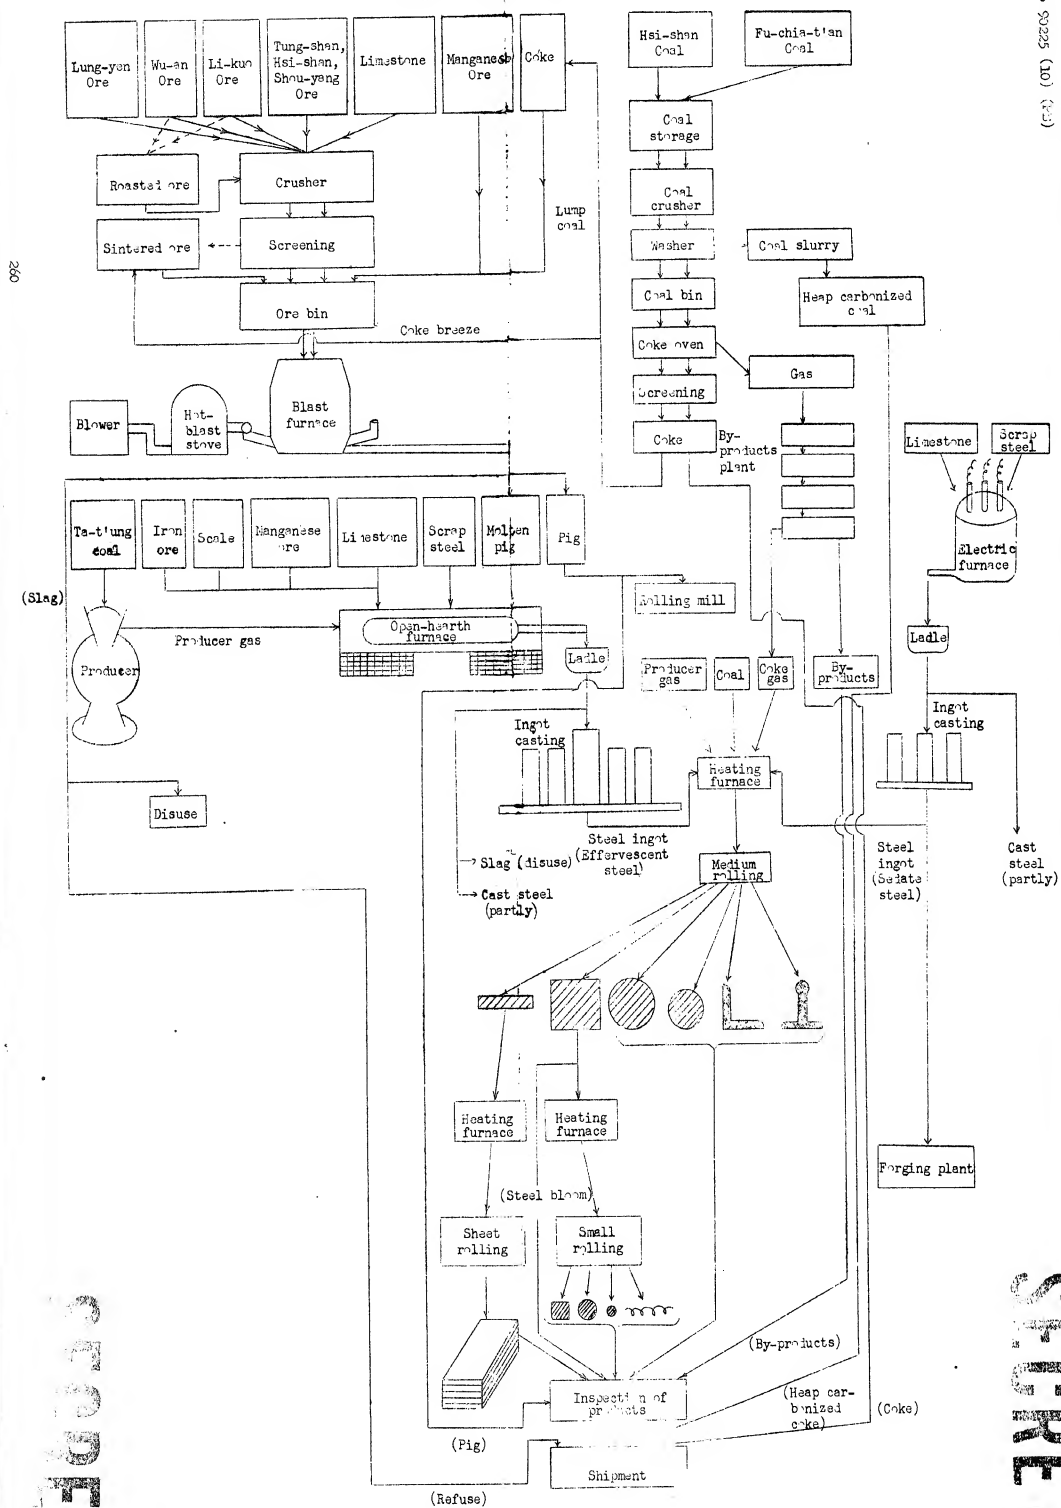 90225 (10) (PS)
260
Lung-yen
Ore
Wu-an
Ore
Li-kuo
Ore
Tung-shan,
Hsi-shan,
Shou-yang
Ore
Limestone
Manganese
Ore
Coke
Hsi-shan
Coal
Fu-chia-t'an
Coal
Roasted ore
Crusher
Sintered ore
Screening
Ore bin
Coke breeze
Lump
coal
Coal
storage
Coal
crusher
Washer
Coal slurry
Coal bin
Heap carbonized
coal
Coke oven
Gas
Screening
Coke
By-
products
plant
Blower
Hot-
blast
stove
Blast
furnace
Limestone
Scrap
steel
Electric
furnace
Ladle
Ta-t'ung
coal
Iron
ore
Scale
Manganese
ore
Limestone
Scrap
steel
Molten
pig
Pig
Rolling mill
(Slag)
Producer gas
Open-hearth
furnace
Producer
Ladle
Producer
gas
Coal
Coke
gas
By-
products
Ingot
casting
Ingot
casting
Heating
furnace
Disuse
Steel ingot
(Effervescent
steel)
Slag (disuse)
Cast steel
(partly)
Medium
rolling
Steel
ingot
(Sedate
steel)
Cast
steel
(partly)
Heating
furnace
Heating
furnace
Forging plant
(Steel bloom)
Sheet
rolling
Small
rolling
(By-products)
Inspection of
products
(Heap car-
bonized
coke)
(Coke)
(Pig)
Shipment
(Refuse)